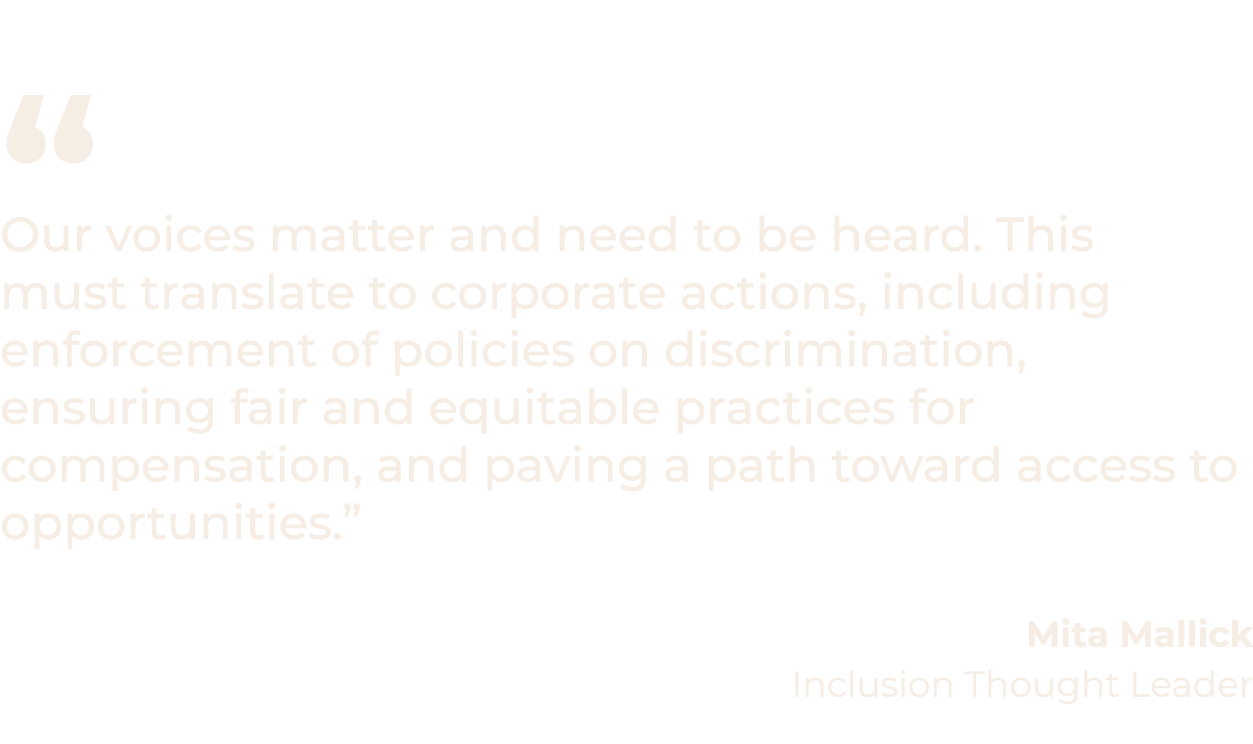 “
Our voices matter and need to be heard. This
must translate to corporate actions, including
enforcement of policies on discrimination,
ensuring fair and equitable practices for
compensation, and paving a path toward access to
opportunities.”
Mita Mallick
Inclusion Thought Leader